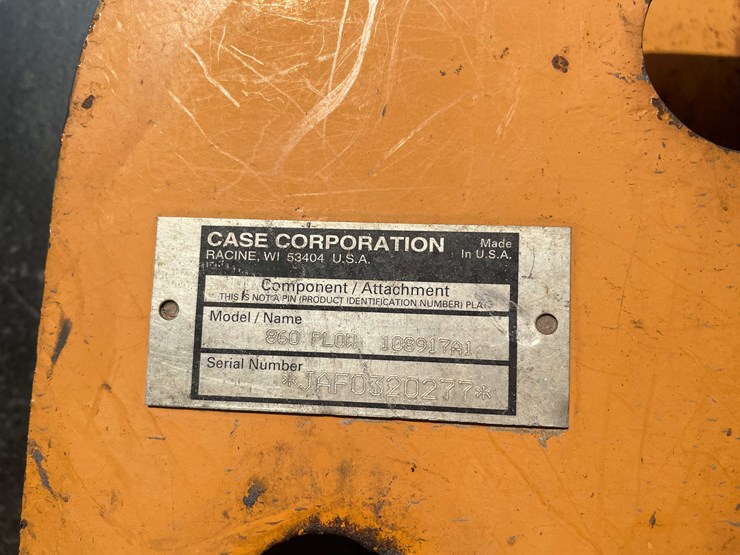 CASE CORPORATION
Made
In U.S.A.
RACINE, WI 53404 U.S.A.
Component / Attachment
THIS IS NOT A PIN (PRODUCT IDENTIFICATION NUMBER) PLATE
Model / Name
860 PLOW 188917A1
Serial Number
*JAF0320277*